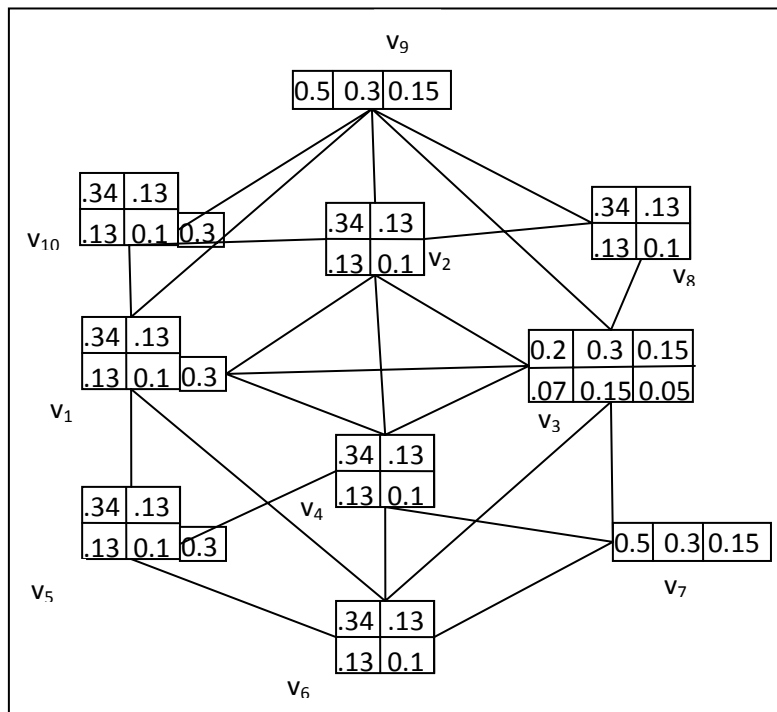 v₉
0.5 0.3 0.15
.34 .13
.13 0.1 0.3
v₁₀
.34 .13
.13 0.1
v₂
.34 .13
.13 0.1
v₈
.34 .13
.13 0.1 0.3
v₁
0.2 0.3 0.15
.07 0.15 0.05
v₃
.34 .13
.13 0.1
v₄
.34 .13
.13 0.1 0.3
v₅
0.5 0.3 0.15
v₇
.34 .13
.13 0.1
v₆